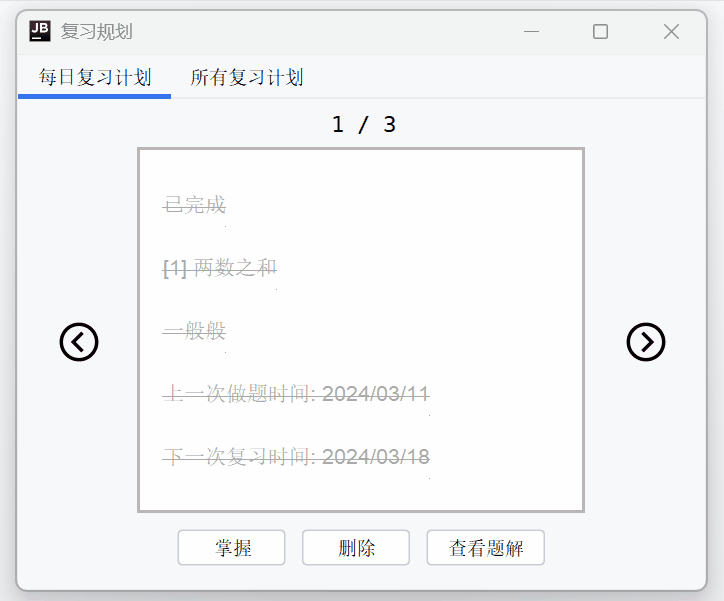 JB
复习规划
每日复习计划 所有复习计划
1 / 3
已完成
[1] 两数之和
一般般
上一次做题时间: 2024/03/11
下一次复习时间: 2024/03/18
掌握 删除 查看题解